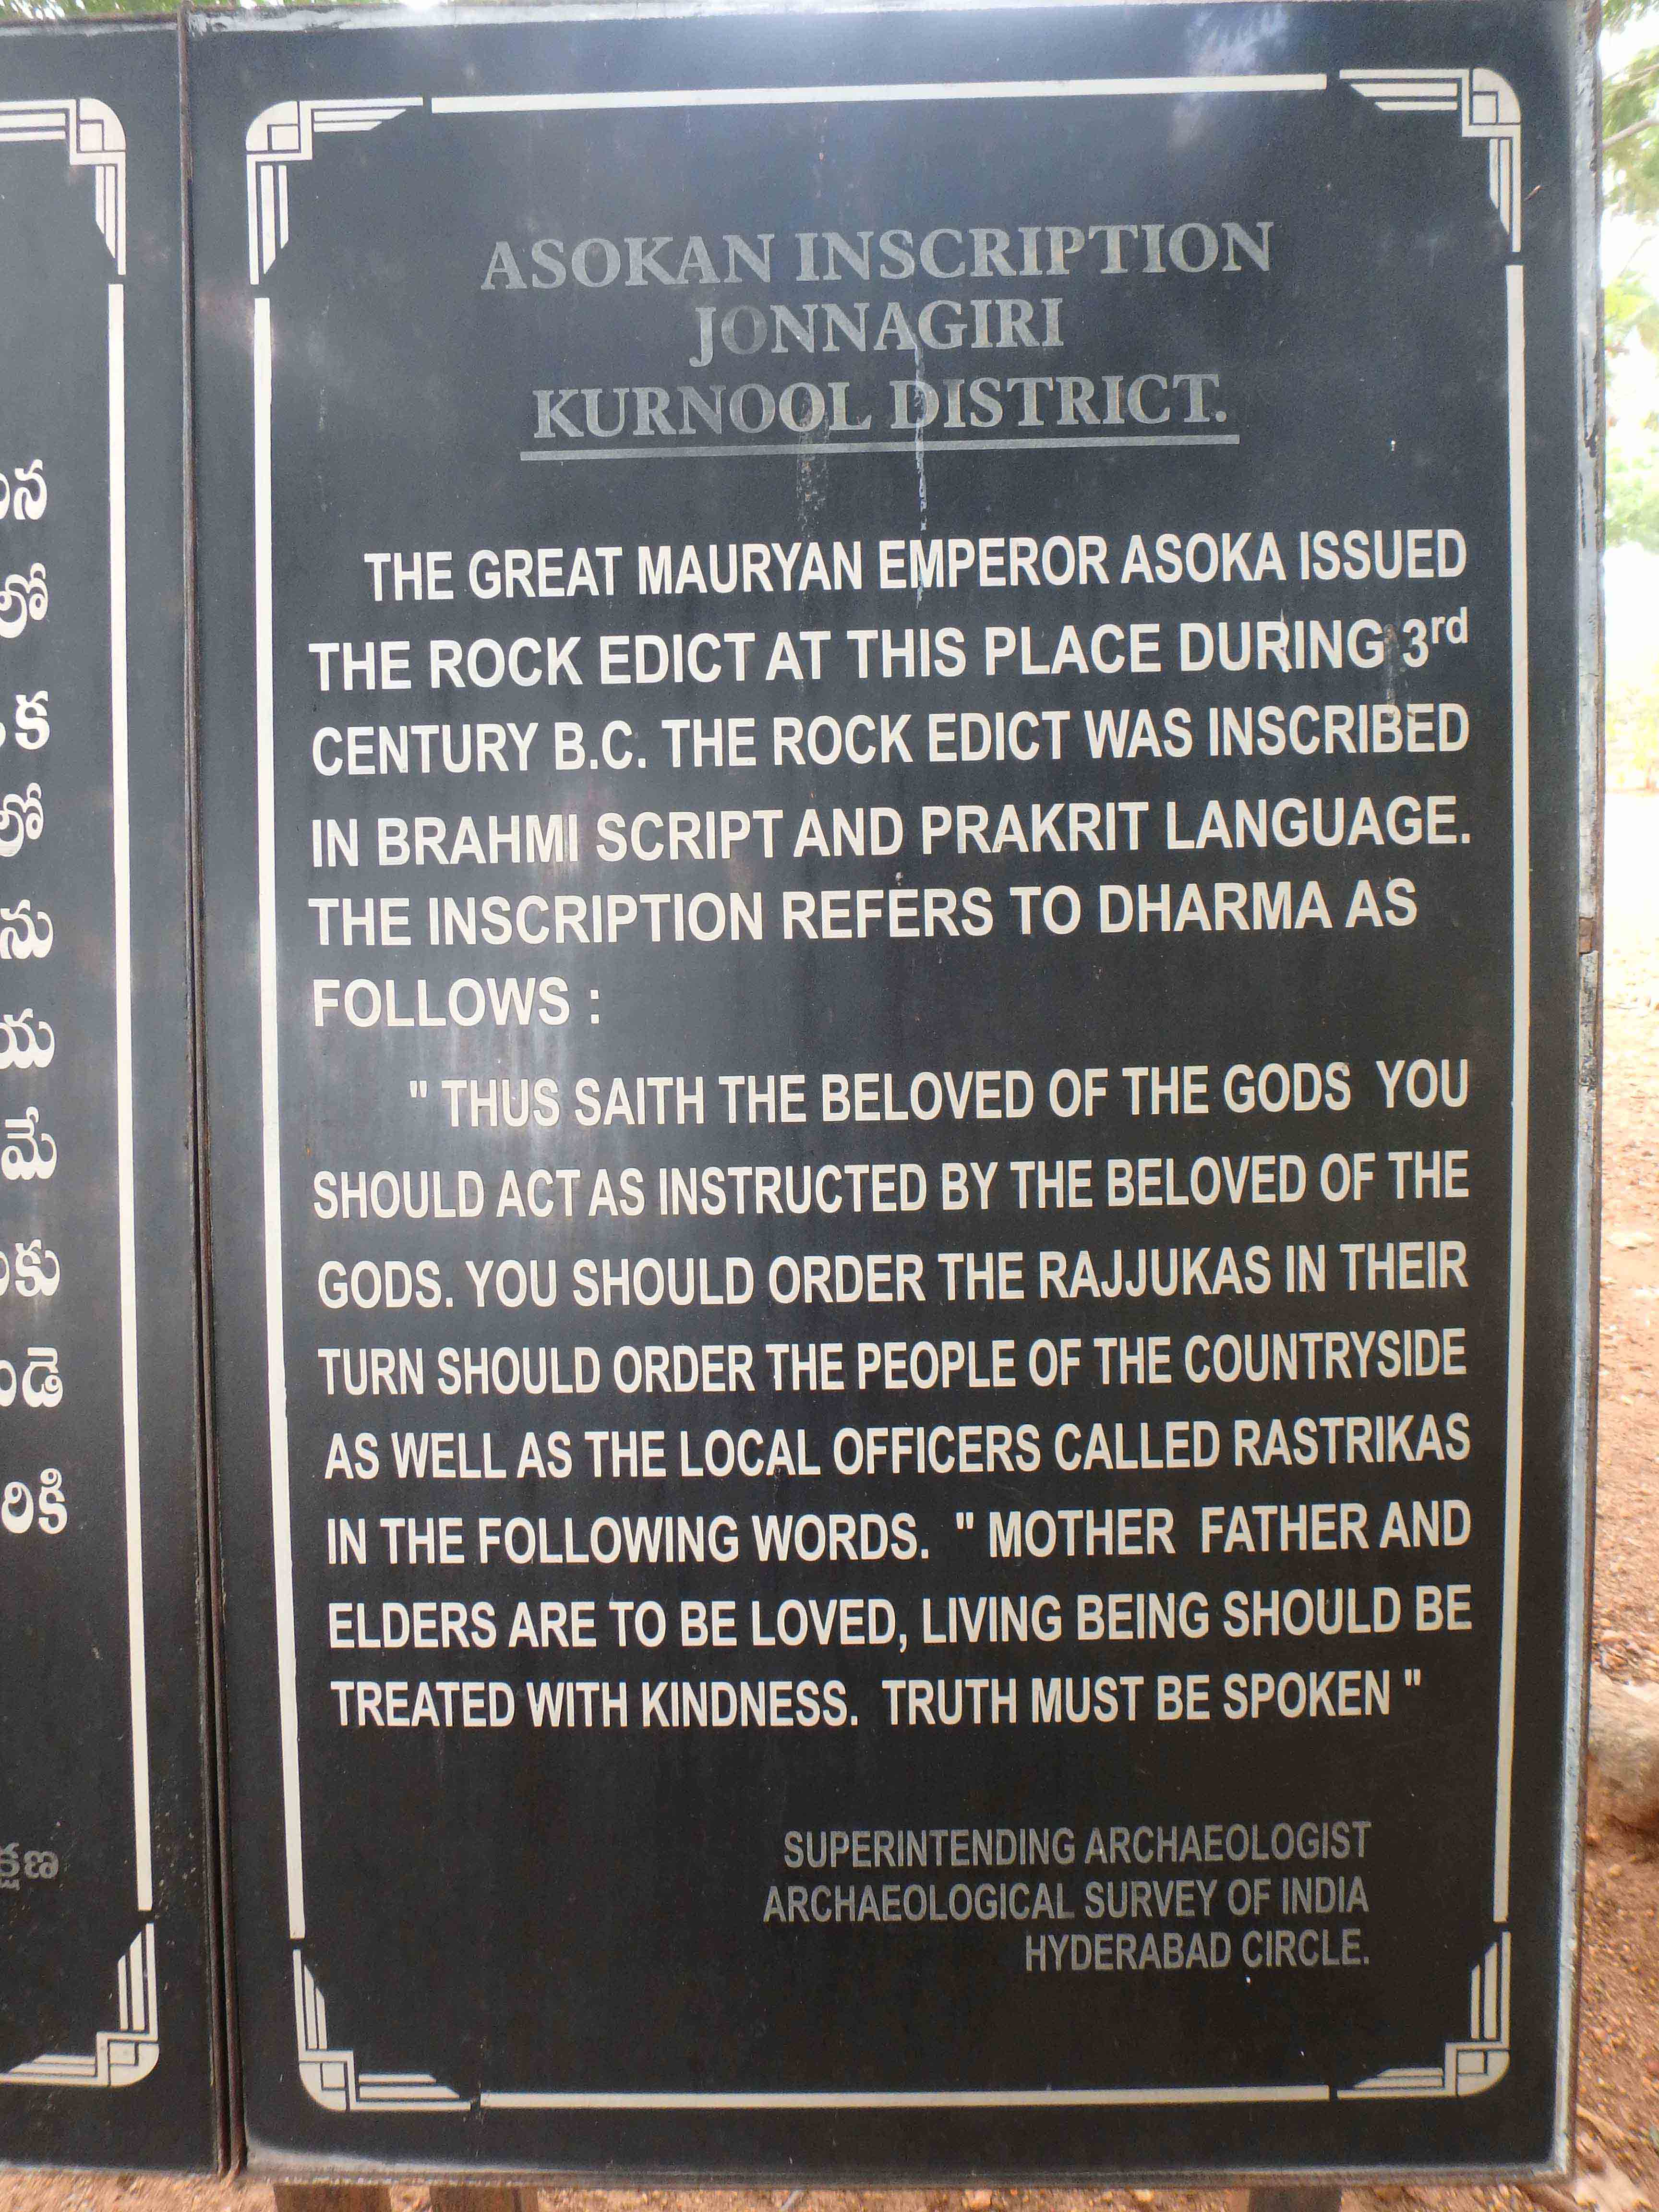 ASOKAN INSCRIPTION
JONNAGIRI
KURNOOL DISTRICT.
THE GREAT MAURYAN EMPEROR ASOKA ISSUED
THE ROCK EDICT AT THIS PLACE DURING 3rd
CENTURY B.C. THE ROCK EDICT WAS INSCRIBED
IN BRAHMI SCRIPT AND PRAKRIT LANGUAGE.
THE INSCRIPTION REFERS TO DHARMA AS
FOLLOWS :
" THUS SAITH THE BELOVED OF THE GODS YOU
SHOULD ACT AS INSTRUCTED BY THE BELOVED OF THE
GODS. YOU SHOULD ORDER THE RAJJUKAS IN THEIR
TURN SHOULD ORDER THE PEOPLE OF THE COUNTRYSIDE
AS WELL AS THE LOCAL OFFICERS CALLED RASTRIKAS
IN THE FOLLOWING WORDS. " MOTHER FATHER AND
ELDERS ARE TO BE LOVED, LIVING BEING SHOULD BE
TREATED WITH KINDNESS. TRUTH MUST BE SPOKEN "
SUPERINTENDING ARCHAEOLOGIST
ARCHAEOLOGICAL SURVEY OF INDIA
HYDERABAD CIRCLE.